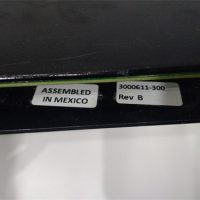 ASSEMBLED
IN MEXICO
3000611-300
Rev B